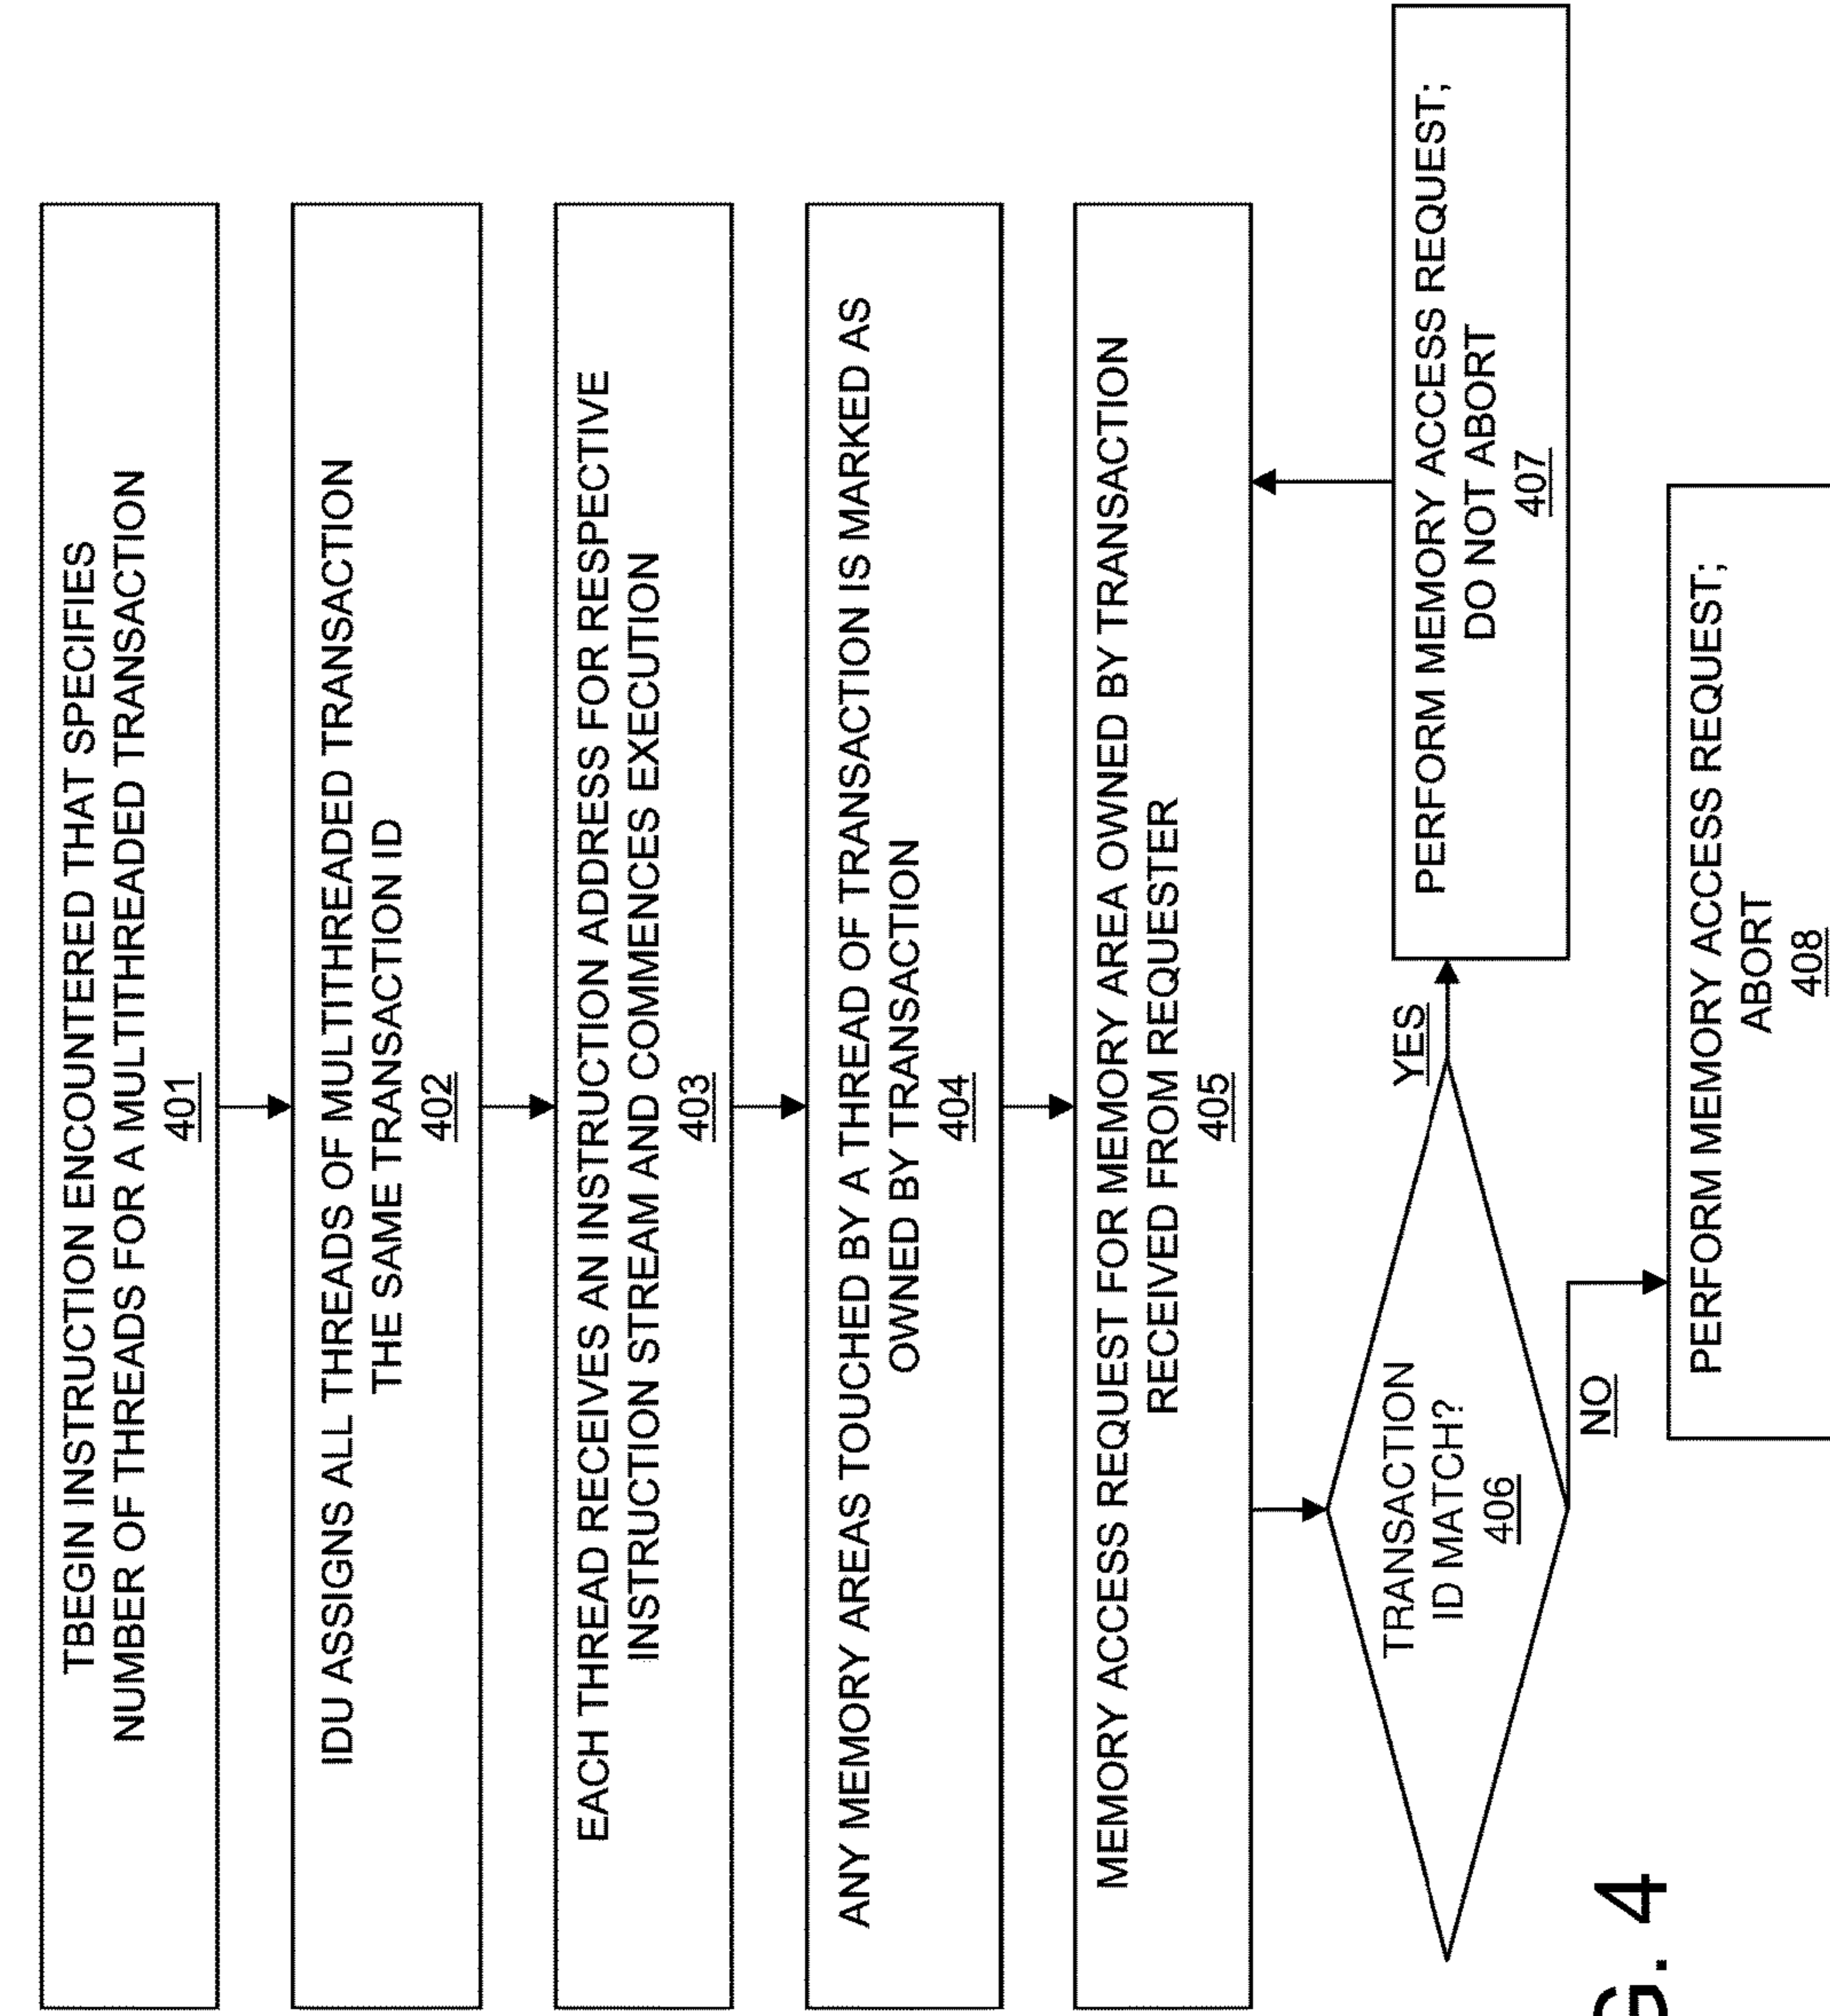 TBEGIN INSTRUCTION ENCOUNTERED THAT SPECIFIES
NUMBER OF THREADS FOR A MULTITHREADED TRANSACTION
401
IDU ASSIGNS ALL THREADS OF MULTITHREADED TRANSACTION
THE SAME TRANSACTION ID
402
EACH THREAD RECEIVES AN INSTRUCTION ADDRESS FOR RESPECTIVE
INSTRUCTION STREAM AND COMMENCES EXECUTION
403
ANY MEMORY AREAS TOUCHED BY A THREAD OF TRANSACTION IS MARKED AS
OWNED BY TRANSACTION
404
MEMORY ACCESS REQUEST FOR MEMORY AREA OWNED BY TRANSACTION
RECEIVED FROM REQUESTER
405
TRANSACTION
ID MATCH?
406
YES
PERFORM MEMORY ACCESS REQUEST;
DO NOT ABORT
407
NO
PERFORM MEMORY ACCESS REQUEST;
ABORT
408
4